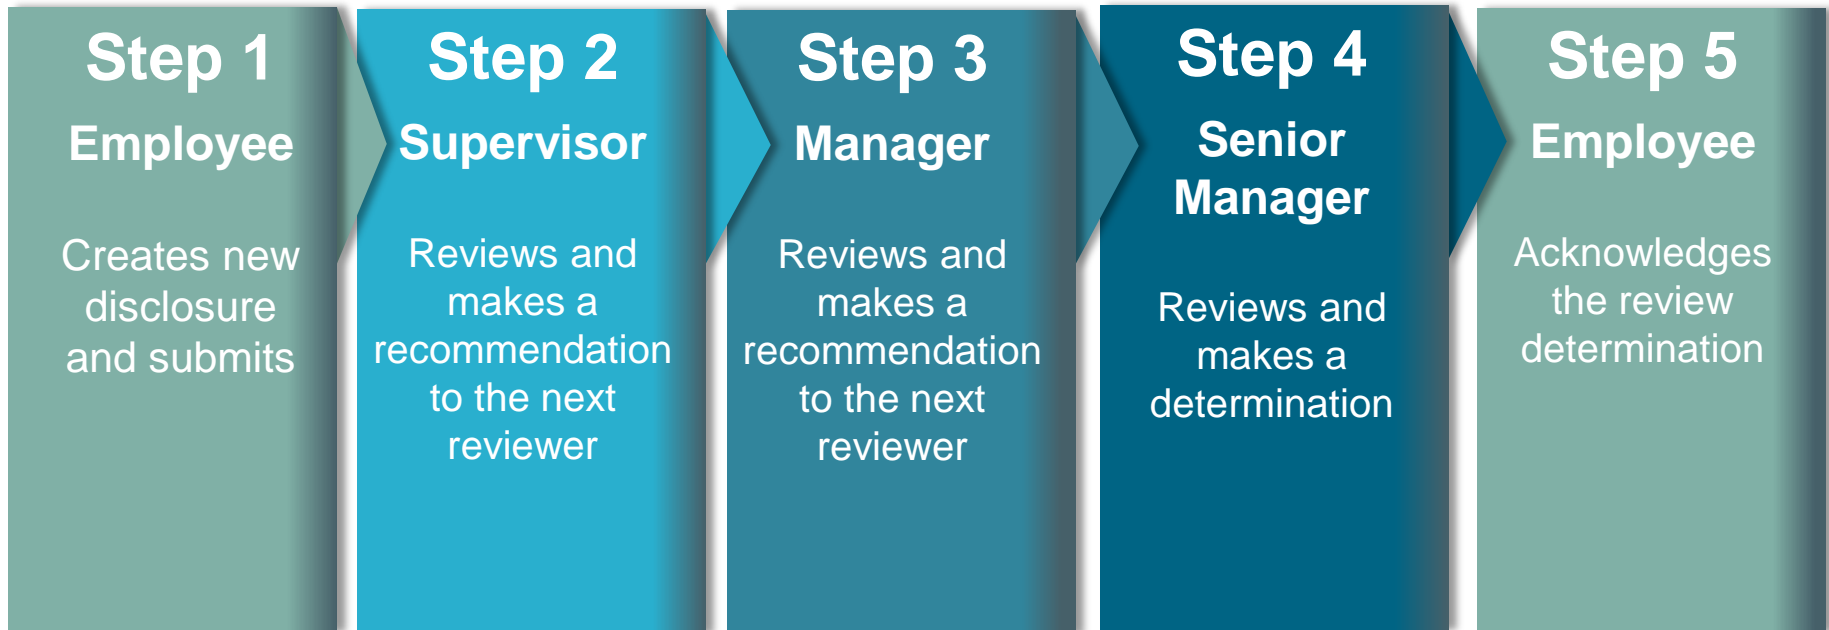 Step 1
Employee
Creates new
disclosure
and submits
Step 2
Supervisor
Reviews and
makes a
recommendation
to the next
reviewer
Step 3
Manager
Reviews and
makes a
recommendation
to the next
reviewer
Step 4
Senior
Manager
Reviews and
makes a
determination
Step 5
Employee
Acknowledges
the review
determination